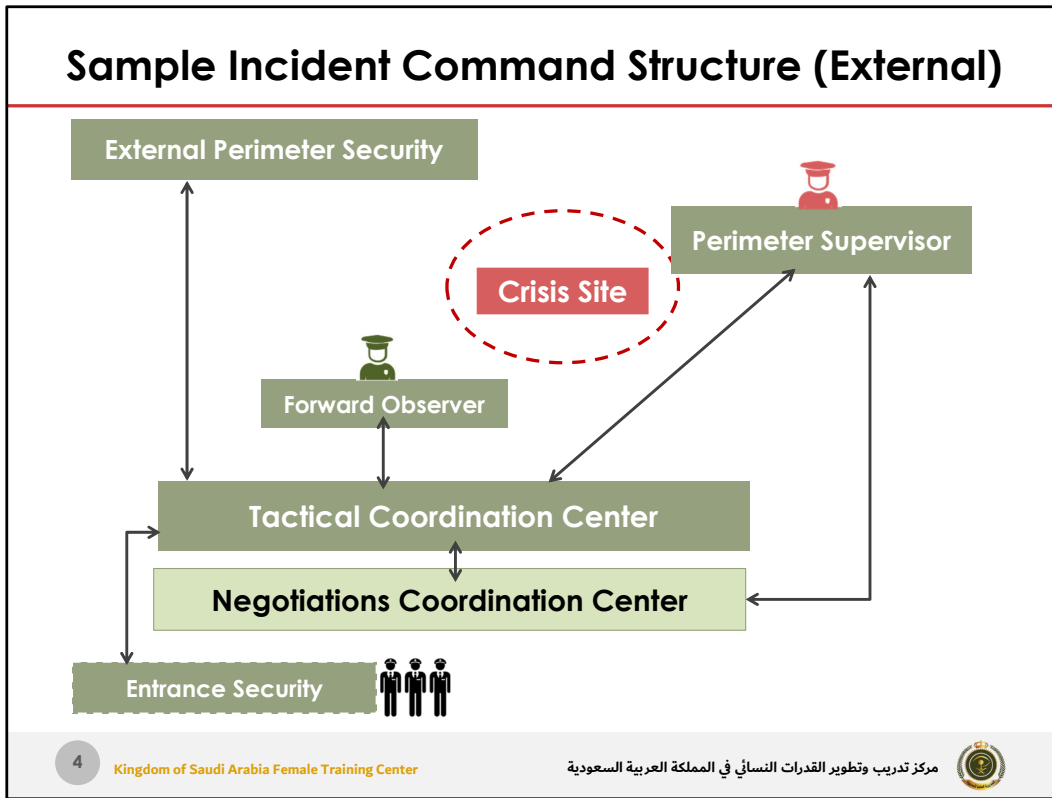 Sample Incident Command Structure (External)
External Perimeter Security
Perimeter Supervisor
Crisis Site
Forward Observer
Tactical Coordination Center
Negotiations Coordination Center
Entrance Security
4
Kingdom of Saudi Arabia Female Training Center
مركز تدريب وتطوير القدرات النسائي في المملكة العربية السعودية